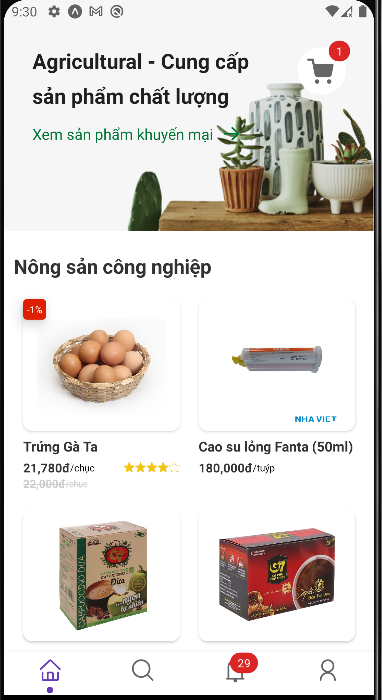 9:30
1
Agricultural - Cung cấp
sản phẩm chất lượng
Xem sản phẩm khuyến mại
Nông sản công nghiệp
-1%
NHA VIET
Trứng Gà Ta
21,780đ/chục
22,000đ/chục
Cao su lỏng Fanta (50ml)
180,000đ/tuýp
CAPPUCCINO DỪA
Dừa
G7
29